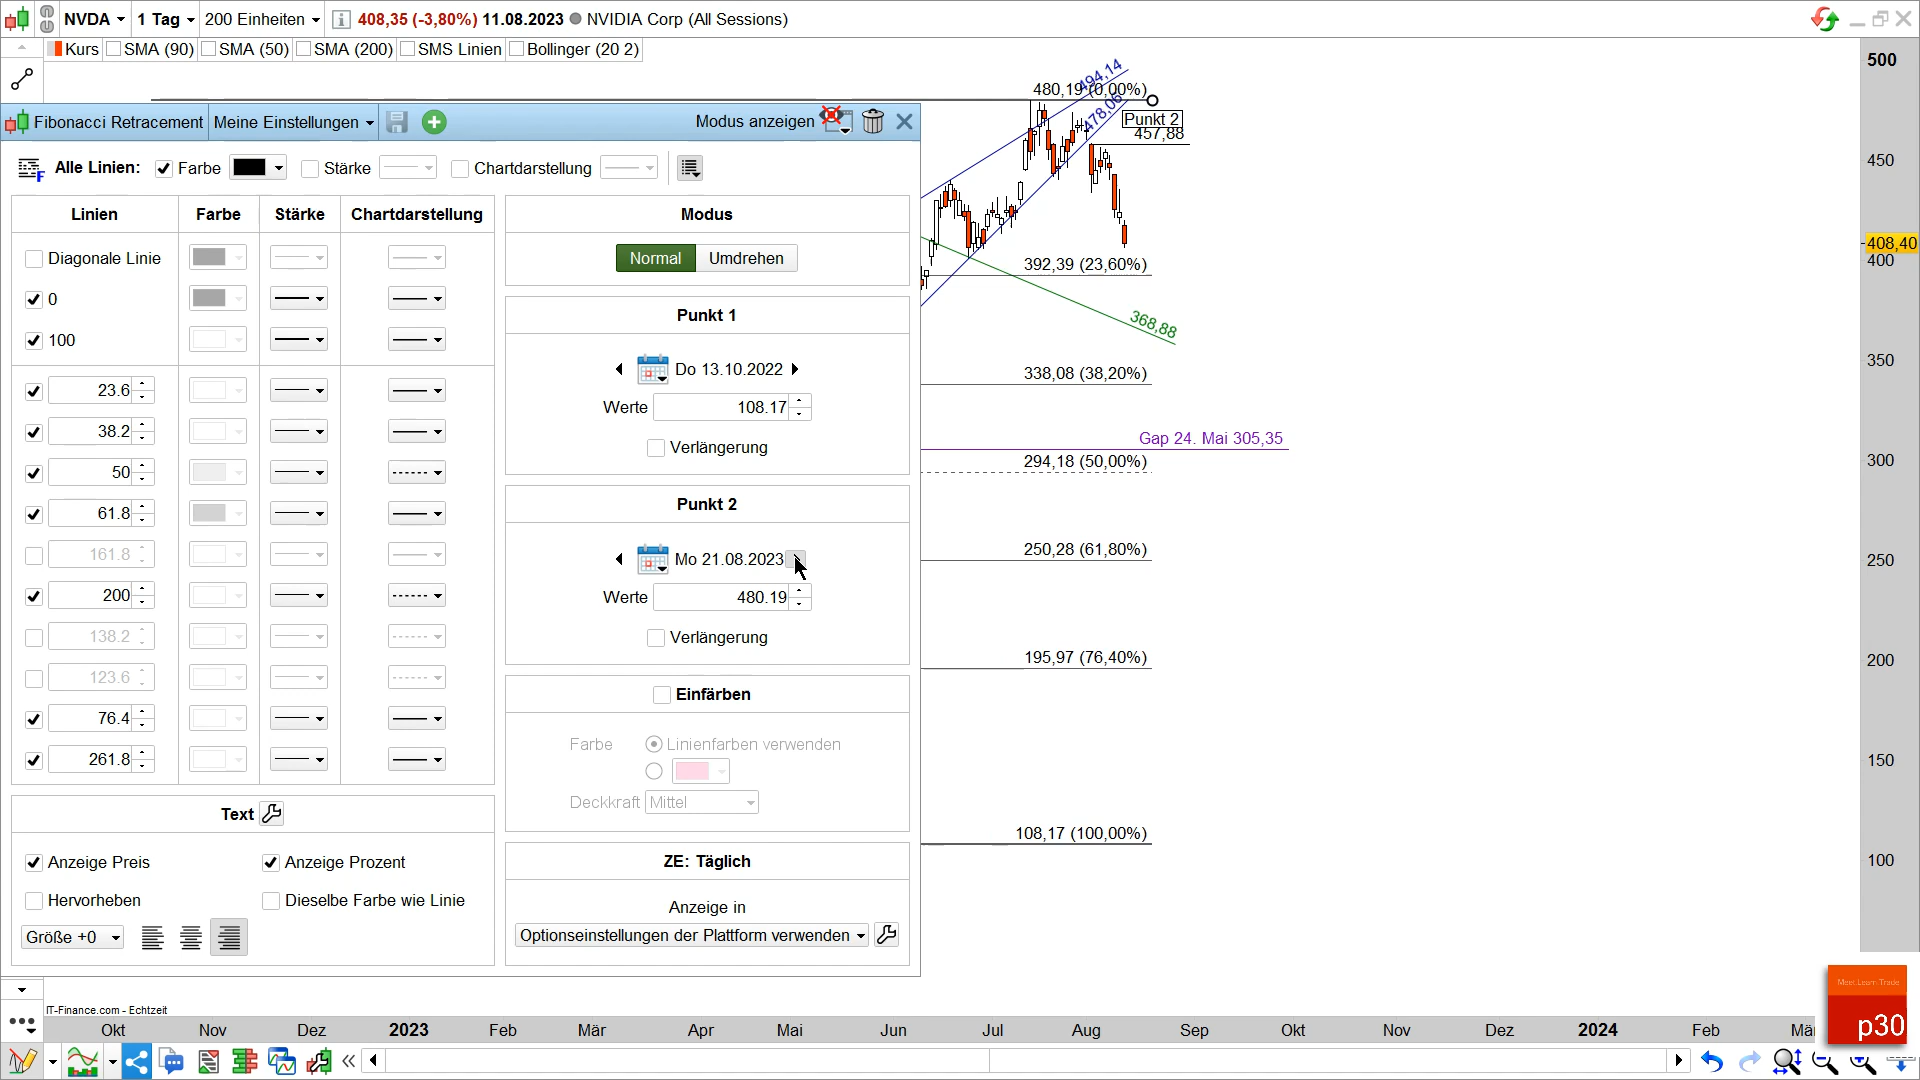 NVDA 1 Tag 200 Einheiten 408,35 (-3,80%) 11.08.2023 NVIDIA Corp (All Sessions)
Kurs SMA (90) SMA (50) SMA (200) SMS Linien Bollinger (20 2)
500
494,14
480,19 (0,00%)
478,06
Punkt 2
457,88
450
408,40
400
392,39 (23,60%)
368,88
338,08 (38,20%)
350
Gap 24. Mai 305,35
294,18 (50,00%)
300
250,28 (61,80%)
250
195,97 (76,40%)
200
150
108,17 (100,00%)
100
Fibonacci Retracement Meine Einstellungen Modus anzeigen
Alle Linien: Farbe Stärke Chartdarstellung
Linien Farbe Stärke Chartdarstellung
Diagonale Linie
0
100
23.6
38.2
50
61.8
161.8
200
138.2
123.6
76.4
261.8
Text
Anzeige Preis Anzeige Prozent
Hervorheben Dieselbe Farbe wie Linie
Größe +0
Modus
Normal Umdrehen
Punkt 1
Do 13.10.2022
Werte 108.17
Verlängerung
Punkt 2
Mo 21.08.2023
Werte 480.19
Verlängerung
Einfärben
Farbe Linienfarben verwenden
Deckkraft Mittel
ZE: Täglich
Anzeige in
Optionseinstellungen der Plattform verwenden
IT-Finance.com - Echtzeit
Okt Nov Dez 2023 Feb Mär Apr Mai Jun Jul Aug Sep Okt Nov Dez 2024 Feb Mär
Meet Learn Trade
p30